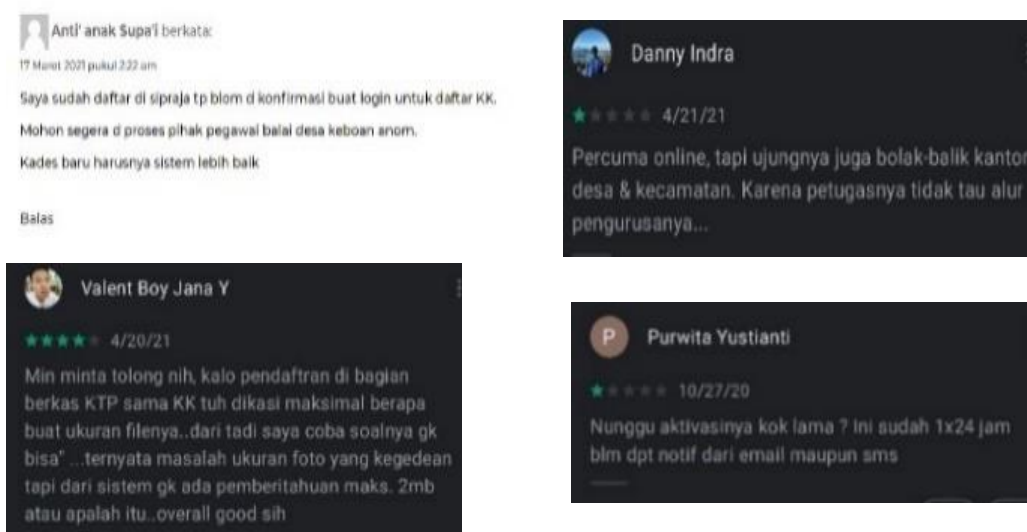 Anti' anak Supa'i berkata:
17 Maret 2021 pukul 2:22 am
Saya sudah daftar di sipraja tp blom d konfirmasi buat login untuk daftar KK.
Mohon segera d proses pihak pegawai balai desa keboan anom.
Kades baru harusnya sistem lebih baik
Balas
Danny Indra
4/21/21
Percuma online, tapi ujungnya juga bolak-balik kantor
desa & kecamatan. Karena petugasnya tidak tau alur
pengurusanya...
Valent Boy Jana Y
4/20/21
Min minta tolong nih, kalo pendaftran di bagian
berkas KTP sama KK tuh dikasi maksimal berapa
buat ukuran filenya..dari tadi saya coba soalnya gk
bisa" ...ternyata masalah ukuran foto yang kegedean
tapi dari sistem gk ada pemberitahuan maks. 2mb
atau apalah itu..overall good sih
P
Purwita Yustianti
10/27/20
Nunggu aktivasinya kok lama ? Ini sudah 1x24 jam
blm dpt notif dari email maupun sms